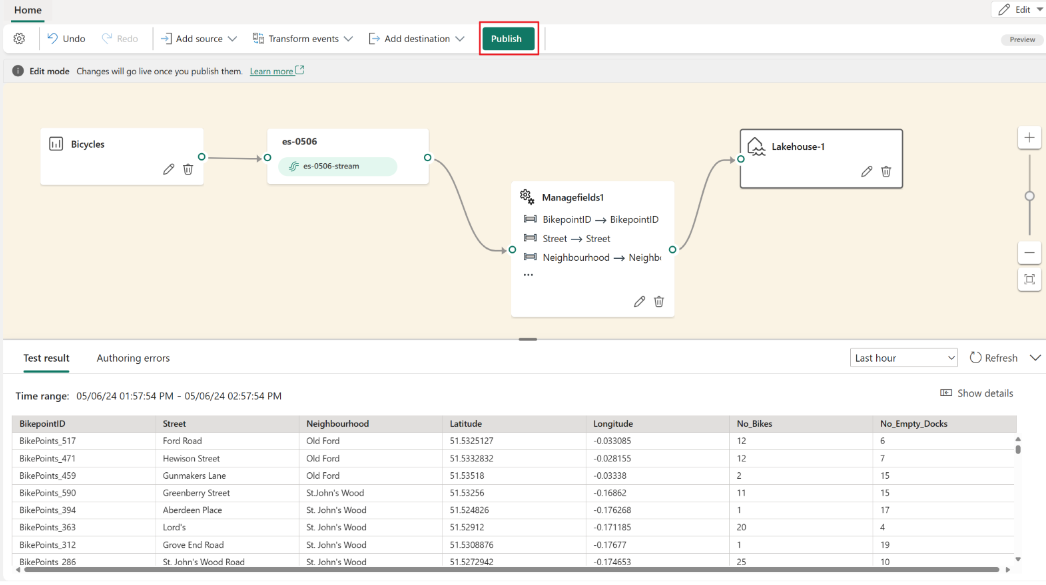 Home
Edit
Undo Redo Add source Transform events Add destination Publish Preview
Edit mode Changes will go live once you publish them. Learn more
Bicycles
es-0506
es-0506-stream
Lakehouse-1
Managefields1
BikepointID → BikepointID
Street → Street
Neighbourhood → Neighbo
...
Test result Authoring errors Last hour Refresh
Time range: 05/06/24 01:57:54 PM - 05/06/24 02:57:54 PM Show details
BikepointID Street Neighbourhood Latitude Longitude No_Bikes No_Empty_Docks
BikePoints_517 Ford Road Old Ford 51.5325127 -0.033085 12 6
BikePoints_471 Hewison Street Old Ford 51.5332832 -0.028155 12 7
BikePoints_459 Gunmakers Lane Old Ford 51.53518 -0.03338 2 15
BikePoints_590 Greenberry Street St.John's Wood 51.53256 -0.16862 11 15
BikePoints_394 Aberdeen Place St. John's Wood 51.524826 -0.176268 1 17
BikePoints_363 Lord's St. John's Wood 51.52912 -0.171185 20 4
BikePoints_312 Grove End Road St. John's Wood 51.5308876 -0.17677 1 19
BikePoints_286 St. John's Wood Road St. John's Wood 51.5272942 -0.174653 25 10